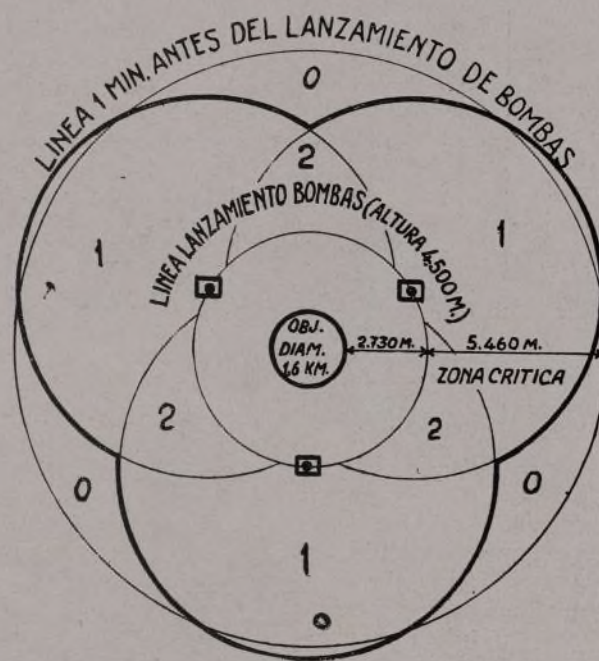 LINEA 1 MIN. ANTES DEL LANZAMIENTO DE BOMBAS
0
2
1
1
LINEA LANZAMIENTO BOMBAS (ALTURA 4.500 M.)
OBJ.
DIAM.
1,6 KM.
2.730 M.
5.460 M.
ZONA CRITICA
2
2
0
0
1